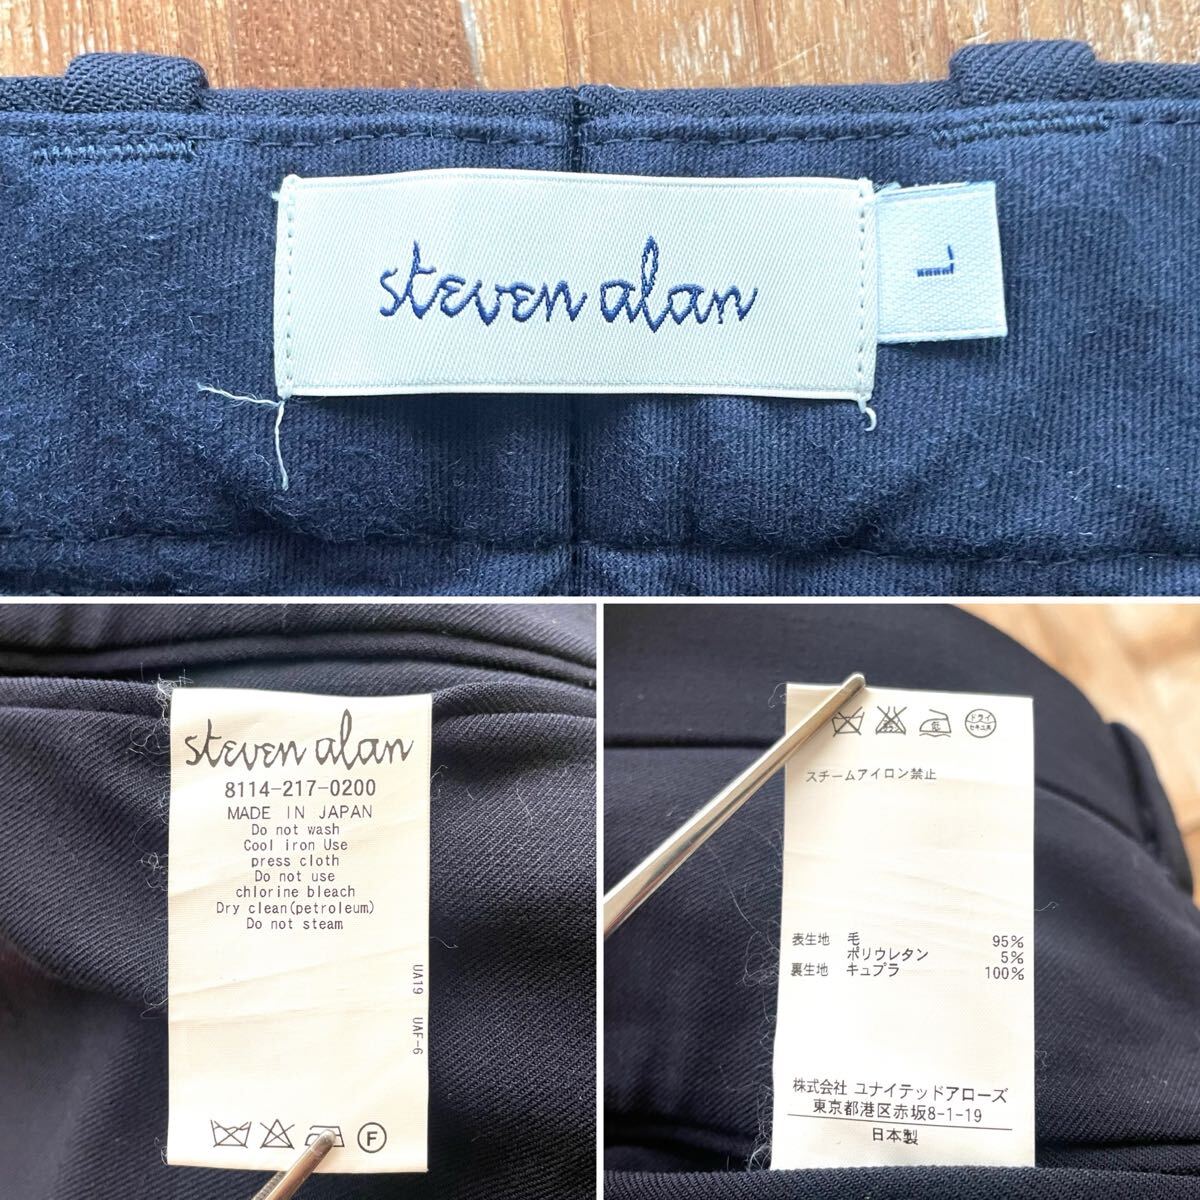 steven alan
L
steven alan
8114-217-0200
MADE IN JAPAN
Do not wash
Cool iron Use
press cloth
Do not use
chlorine bleach
Dry clean(petroleum)
Do not steam
UA19 UAF-6
F
ドライ
セキユ系
スチームアイロン禁止
表生地 毛 95%
ポリウレタン 5%
裏生地 キュプラ 100%
株式会社 ユナイテッドアローズ
東京都港区赤坂8-1-19
日本製